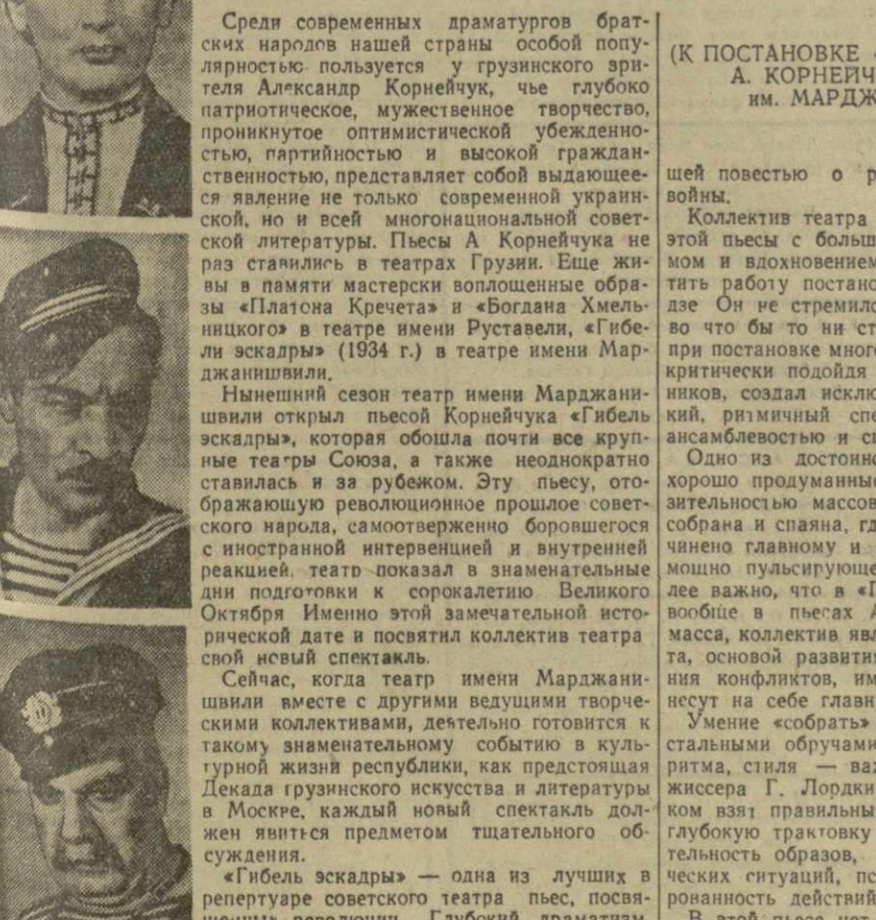 Среди современных драматургов брат-
ских народов нашей страны особой попу-
лярностью пользуется у грузинского зри-
теля Александр Корнейчук, чье глубоко
патриотическое, мужественное творчество,
проникнутое оптимистической убежденно-
стью, партийностью и высокой граждан-
ственностью, представляет собой выдающее-
ся явление не только современной украин-
ской, но и всей многонациональной совет-
ской литературы. Пьесы А Корнейчука не
раз ставились в театрах Грузии. Еще жи-
вы в памяти мастерски воплощенные обра-
зы «Платона Кречета» и «Богдана Хмель-
ницкого» в театре имени Руставели, «Гибе-
ли эскадры» (1934 г.) в театре имени Мар-
джанишвили.
Нынешний сезон театр имени Марджани-
швили открыл пьесой Корнейчука «Гибель
эскадры», которая обошла почти все круп-
ные театры Союза, а также неоднократно
ставилась и за рубежом. Эту пьесу, ото-
бражающую революционное прошлое совет-
ского народа, самоотверженно боровшегося
с иностранной интервенцией и внутренней
реакцией, театр показал в знаменательные
дни подготовки к сорокалетию Великого
Октября Именно этой замечательной исто-
рической дате и посвятил коллектив театра
свой новый спектакль.
Сейчас, когда театр имени Марджани-
швили вместе с другими ведущими творче-
скими коллективами, деятельно готовится к
такому знаменательному событию в куль-
турной жизни республики, как предстоящая
Декада грузинского искусства и литературы
в Москве, каждый новый спектакль дол-
жен явиться предметом тщательного об-
суждения.
«Гибель эскадры» — одна из лучших в
репертуаре советского театра пьес, посвя-
щенных революции. Глубокий драматизм,
(К ПОСТАНОВКЕ «
А. КОРНЕЙЧ
им. МАРДЖ
шей повестью о р
войны.
Коллектив театра
этой пьесы с больш
мом и вдохновением
тить работу постано
дзе Он не стремилс
во что бы то ни ст
при постановке мног
критически подойдя
ников, создал исклю
кий, ритмичный спе
ансамблевостью и сп
Одно из достоинс
хорошо продуманные
зительностью массов
собрана и спаяна, гд
чинено главному и
мощно пульсирующе
лее важно, что в «Г
вообще в пьесах А
масса, коллектив явл
та, основой развития
ния конфликтов, им
несут на себе главн
Умение «собрать»
стальными обручами
ритма, стиля — ва
жиссера Г. Лордки
ком взят правильны
глубокую трактовку
тельность образов,
ческих ситуаций, пс
рованность действий
В этой пьесе нет